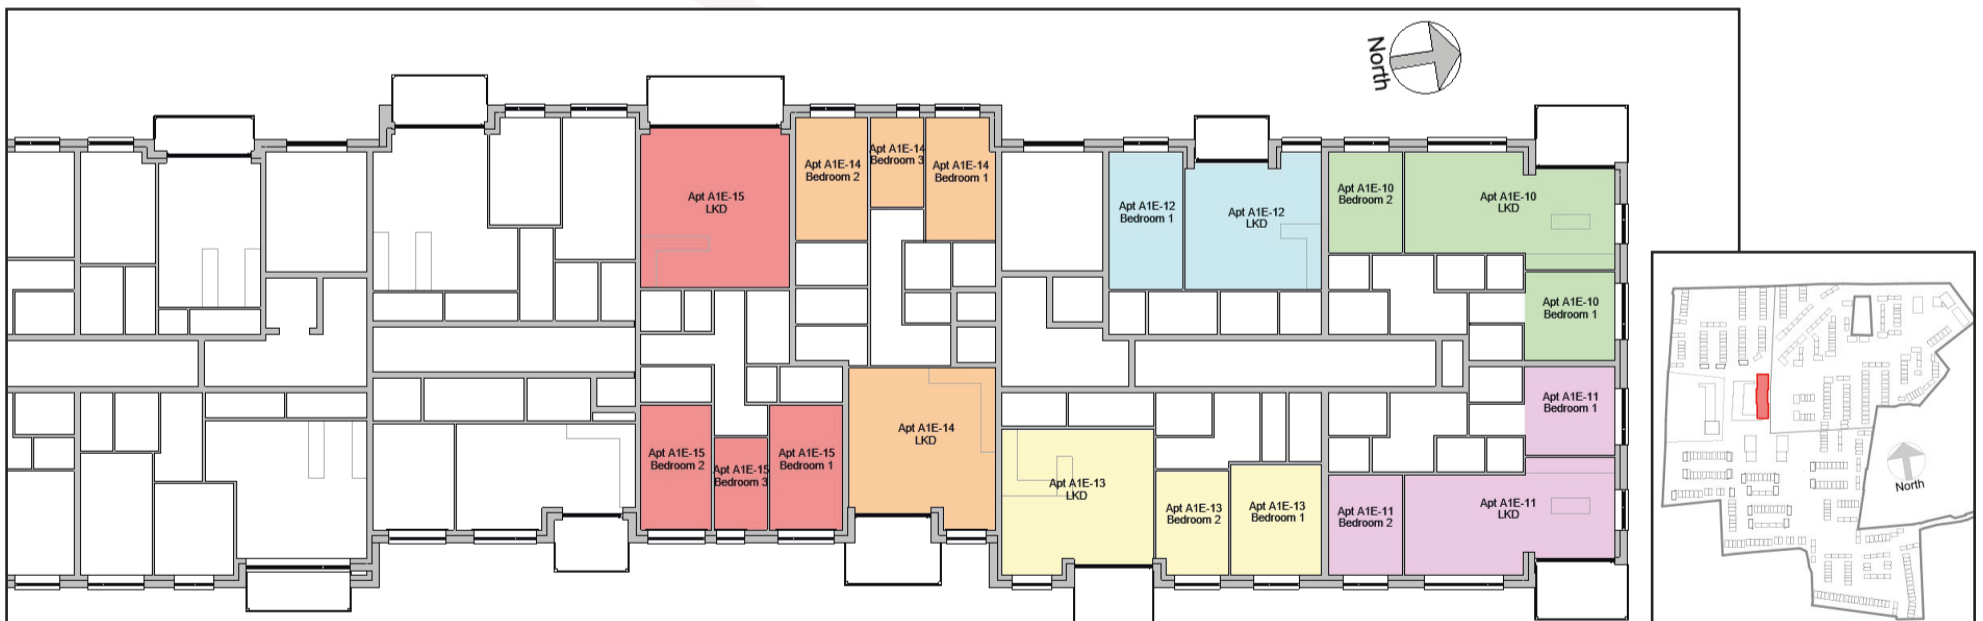 North
Apt A1E-15
LKD
Apt A1E-14
Bedroom 2
Apt A1E-14
Bedroom 3
Apt A1E-14
Bedroom 1
Apt A1E-12
Bedroom 1
Apt A1E-12
LKD
Apt A1E-10
Bedroom 2
Apt A1E-10
LKD
Apt A1E-10
Bedroom 1
Apt A1E-11
Bedroom 1
Apt A1E-15
Bedroom 2
Apt A1E-15
Bedroom 3
Apt A1E-15
Bedroom 1
Apt A1E-14
LKD
Apt A1E-13
LKD
Apt A1E-13
Bedroom 2
Apt A1E-13
Bedroom 1
Apt A1E-11
Bedroom 2
Apt A1E-11
LKD
North